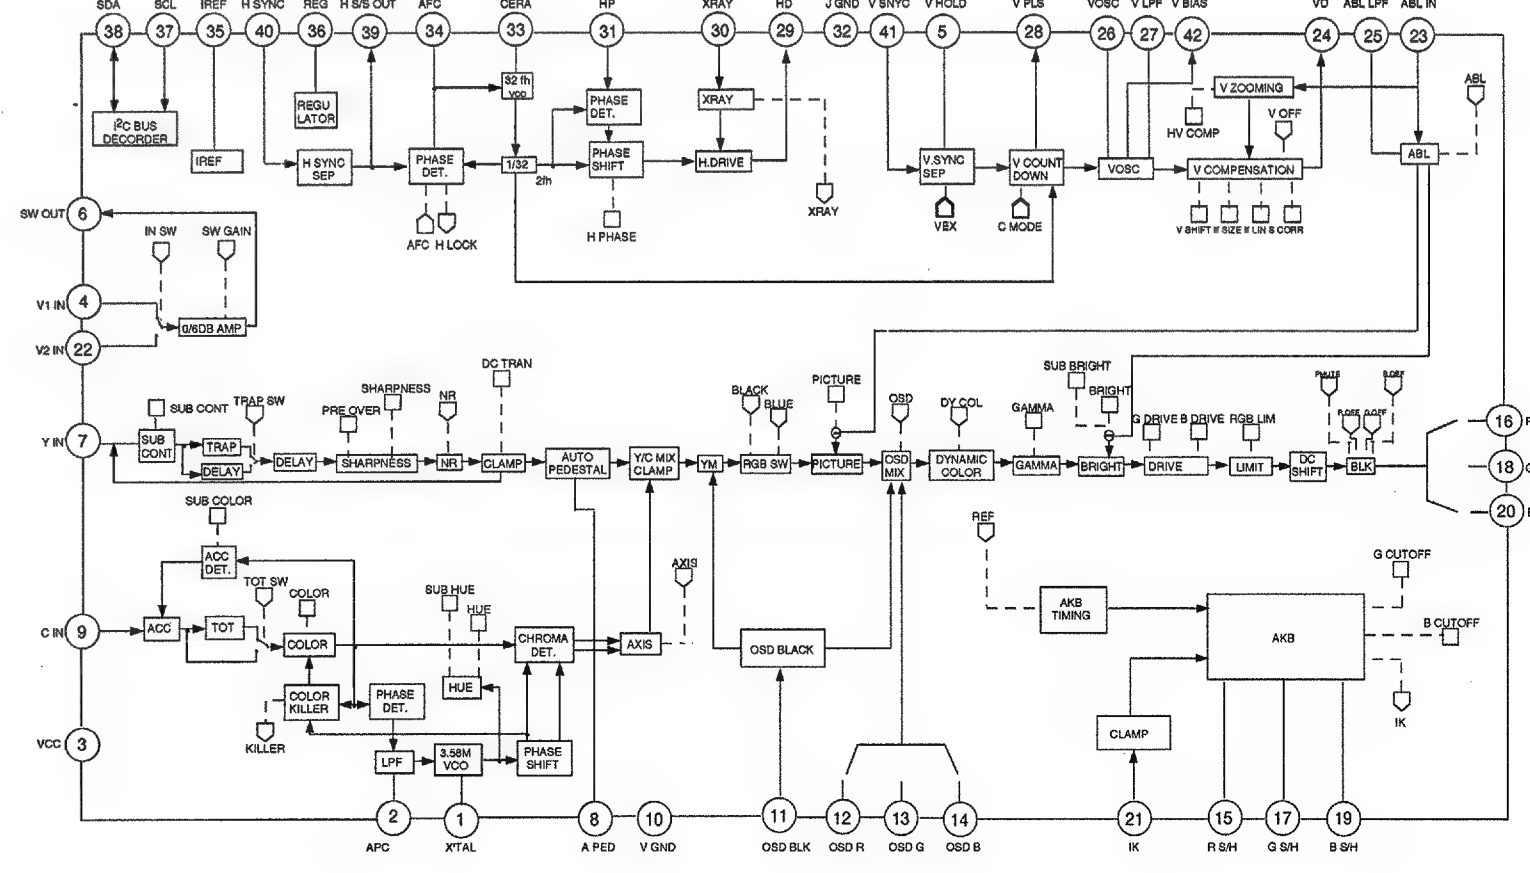 SDA SCL IREF H SYNC REG H S/S OUT AFC CERA HP XRAY HD J GND V SNYC V HOLD V PLS VOSC V LPF V BIAS VD ABL LPF ABL IN
38 37 35 40 36 39 34 33 31 30 29 32 41 5 28 26 27 42 24 25 23
I2C BUS
DECORDER
IREF
REGU
LATOR
H SYNC
SEP
PHASE
DET.
AFC
H LOCK
32 fh
VCO
1/32
2fh
PHASE
DET.
PHASE
SHIFT
H PHASE
XRAY
H.DRIVE
XRAY
V.SYNC
SEP
VEX
V COUNT
DOWN
C MODE
VOSC
V ZOOMING
HV COMP
V OFF
V COMPENSATION
V SHIFT
SIZE
LIN
S CORR
ABL
ABL
SW OUT 6
IN SW
SW GAIN
V1 IN 4
0/6DB AMP
V2 IN 22
Y IN 7
SUB CONT
SUB
CONT
TRAP SW
TRAP
DELAY
DELAY
PRE OVER
SHARPNESS
SHARPNESS
NR
NR
DC TRAN
CLAMP
AUTO
PEDESTAL
Y/C MIX
CLAMP
YM
BLACK
BLUE
RGB SW
PICTURE
PICTURE
OSD
OSD
MIX
DY COL
DYNAMIC
COLOR
GAMMA
GAMMA
SUB BRIGHT
BRIGHT
BRIGHT
G DRIVE B DRIVE
DRIVE
RGB LIM
LIMIT
DC
SHIFT
BLK
16
18
20
SUB COLOR
ACC
DET.
C IN 9
ACC
TOT
TOT SW
COLOR
COLOR
COLOR
KILLER
KILLER
PHASE
DET.
LPF
3.58M
VCO
SUB HUE
HUE
HUE
PHASE
SHIFT
CHROMA
DET.
AXIS
AXIS
OSD BLACK
REF
AKB
TIMING
AKB
G CUTOFF
B CUTOFF
IK
CLAMP
VCC 3
2 1 8 10 11 12 13 14 21 15 17 19
APC X'TAL A PED V GND OSD BLK OSD R OSD G OSD B IK R S/H G S/H B S/H